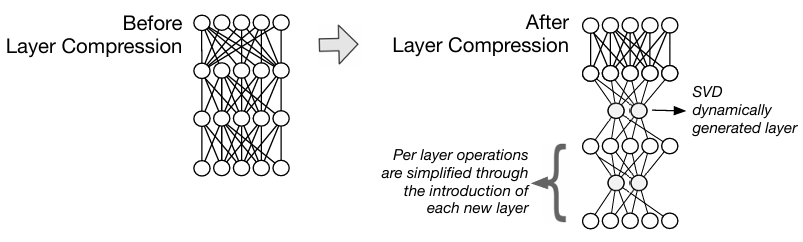 Before
Layer Compression
After
Layer Compression
SVD
dynamically
generated layer
Per layer operations
are simplified through
the introduction of
each new layer